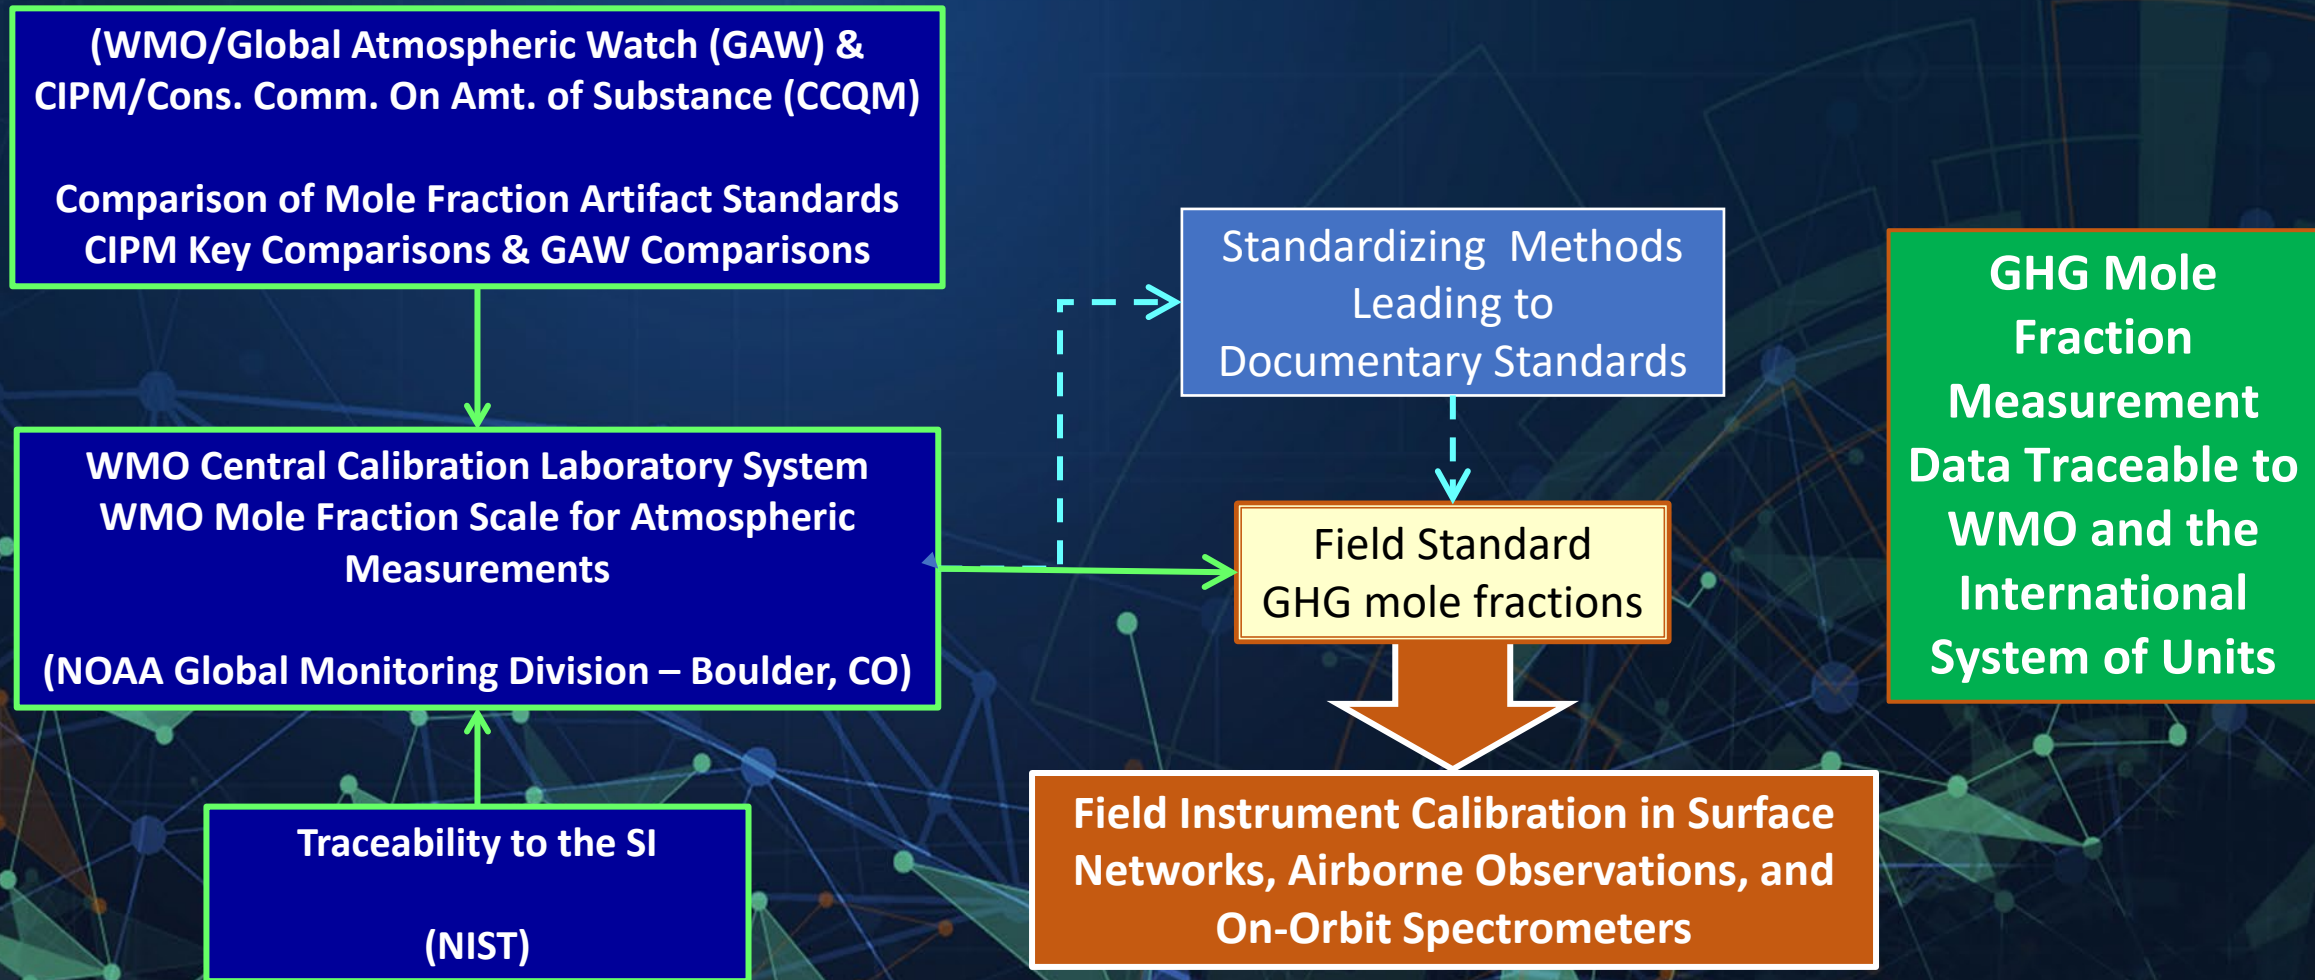 (WMO/Global Atmospheric Watch (GAW) &
CIPM/Cons. Comm. On Amt. of Substance (CCQM)
Comparison of Mole Fraction Artifact Standards
CIPM Key Comparisons & GAW Comparisons
WMO Central Calibration Laboratory System
WMO Mole Fraction Scale for Atmospheric
Measurements
(NOAA Global Monitoring Division – Boulder, CO)
Traceability to the SI
(NIST)
Standardizing  Methods
Leading to
Documentary Standards
Field Standard
GHG mole fractions
Field Instrument Calibration in Surface
Networks, Airborne Observations, and
On-Orbit Spectrometers
GHG Mole
Fraction
Measurement
Data Traceable to
WMO and the
International
System of Units